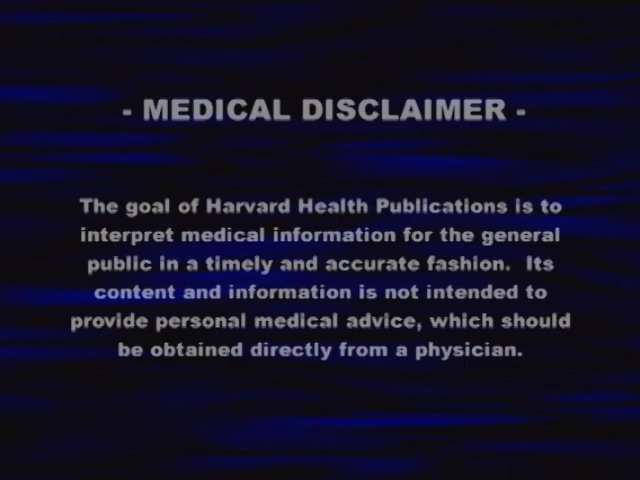 - MEDICAL DISCLAIMER -
The goal of Harvard Health Publications is to
interpret medical information for the general
public in a timely and accurate fashion.  Its
content and information is not intended to
provide personal medical advice, which should
be obtained directly from a physician.